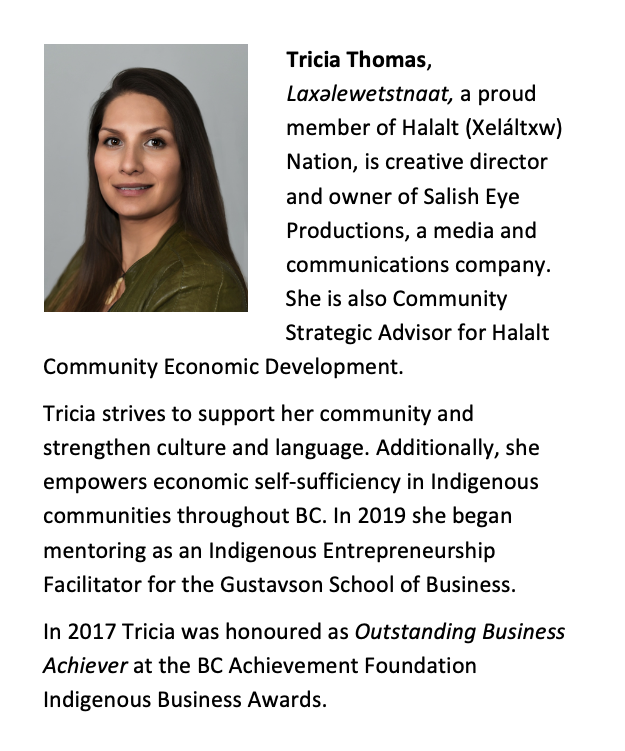 Tricia Thomas,
Laxəlewetstnaat, a proud
member of Halalt (Xeláltxw)
Nation, is creative director
and owner of Salish Eye
Productions, a media and
communications company.
She is also Community
Strategic Advisor for Halalt
Community Economic Development.
Tricia strives to support her community and
strengthen culture and language. Additionally, she
empowers economic self-sufficiency in Indigenous
communities throughout BC. In 2019 she began
mentoring as an Indigenous Entrepreneurship
Facilitator for the Gustavson School of Business.
In 2017 Tricia was honoured as Outstanding Business
Achiever at the BC Achievement Foundation
Indigenous Business Awards.